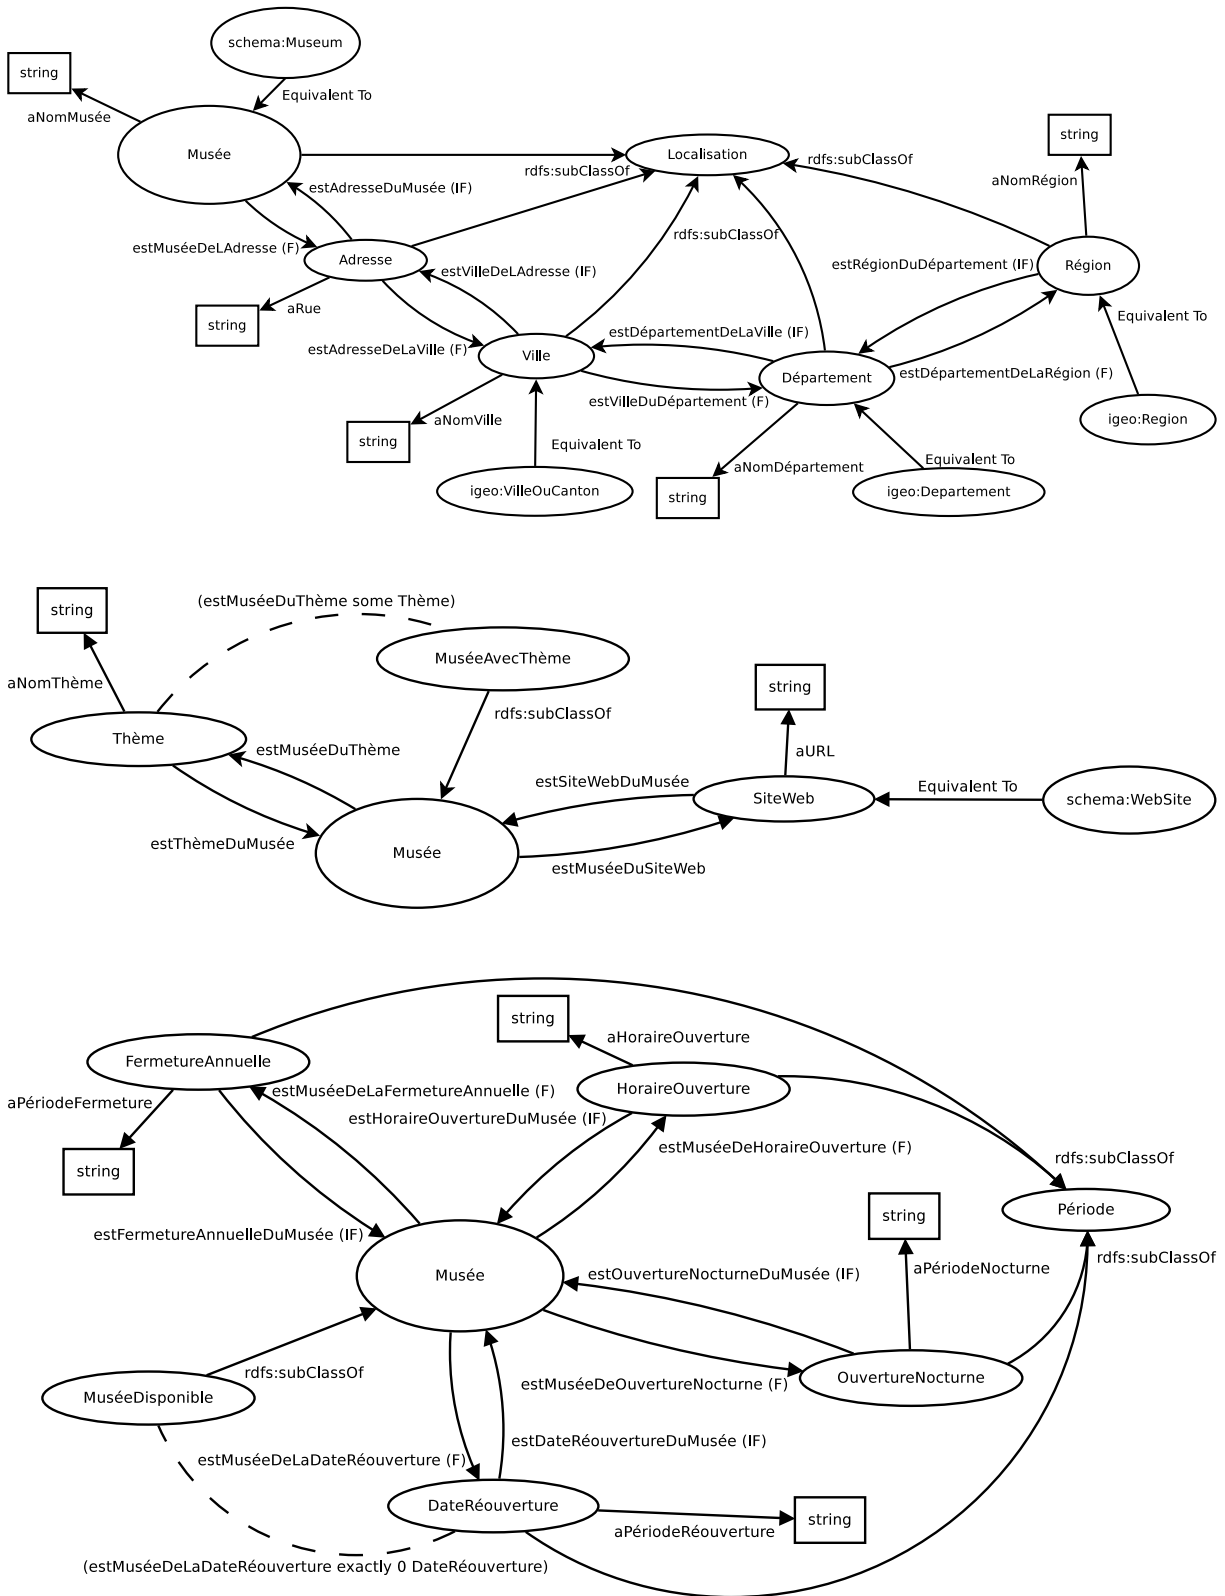 schema:Museum
string
Equivalent To
aNomMusée
string
Musée
Localisation
rdfs:subClassOf
rdfs:subClassOf
aNomRégion
estAdresseDuMusée (IF)
rdfs:subClassOf
estMuséeDeLAdresse (F)
Adresse
estVilleDeLAdresse (IF)
estRégionDuDépartement (IF)
Région
aRue
string
Equivalent To
estDépartementDeLaVille (IF)
estAdresseDeLaVille (F)
Ville
Département
estDépartementDeLaRégion (F)
estVilleDuDépartement (F)
aNomVille
igeo:Region
string
Equivalent To
Equivalent To
aNomDépartement
igeo:VilleOuCanton
string
igeo:Departement
(estMuséeDuThème some Thème)
string
MuséeAvecThème
aNomThème
string
rdfs:subClassOf
Thème
estMuséeDuThème
aURL
estSiteWebDuMusée
Equivalent To
SiteWeb
schema:WebSite
estThèmeDuMusée
Musée
estMuséeDuSiteWeb
string
aHoraireOuverture
FermetureAnnuelle
HoraireOuverture
estMuséeDeLaFermetureAnnuelle (F)
aPériodeFermeture
estHoraireOuvertureDuMusée (IF)
estMuséeDeHoraireOuverture (F)
rdfs:subClassOf
string
Période
string
estFermetureAnnuelleDuMusée (IF)
rdfs:subClassOf
aPériodeNocturne
Musée
estOuvertureNocturneDuMusée (IF)
rdfs:subClassOf
OuvertureNocturne
estMuséeDeOuvertureNocturne (F)
MuséeDisponible
estDateRéouvertureDuMusée (IF)
estMuséeDeLaDateRéouverture (F)
DateRéouverture
string
aPériodeRéouverture
(estMuséeDeLaDateRéouverture exactly 0 DateRéouverture)